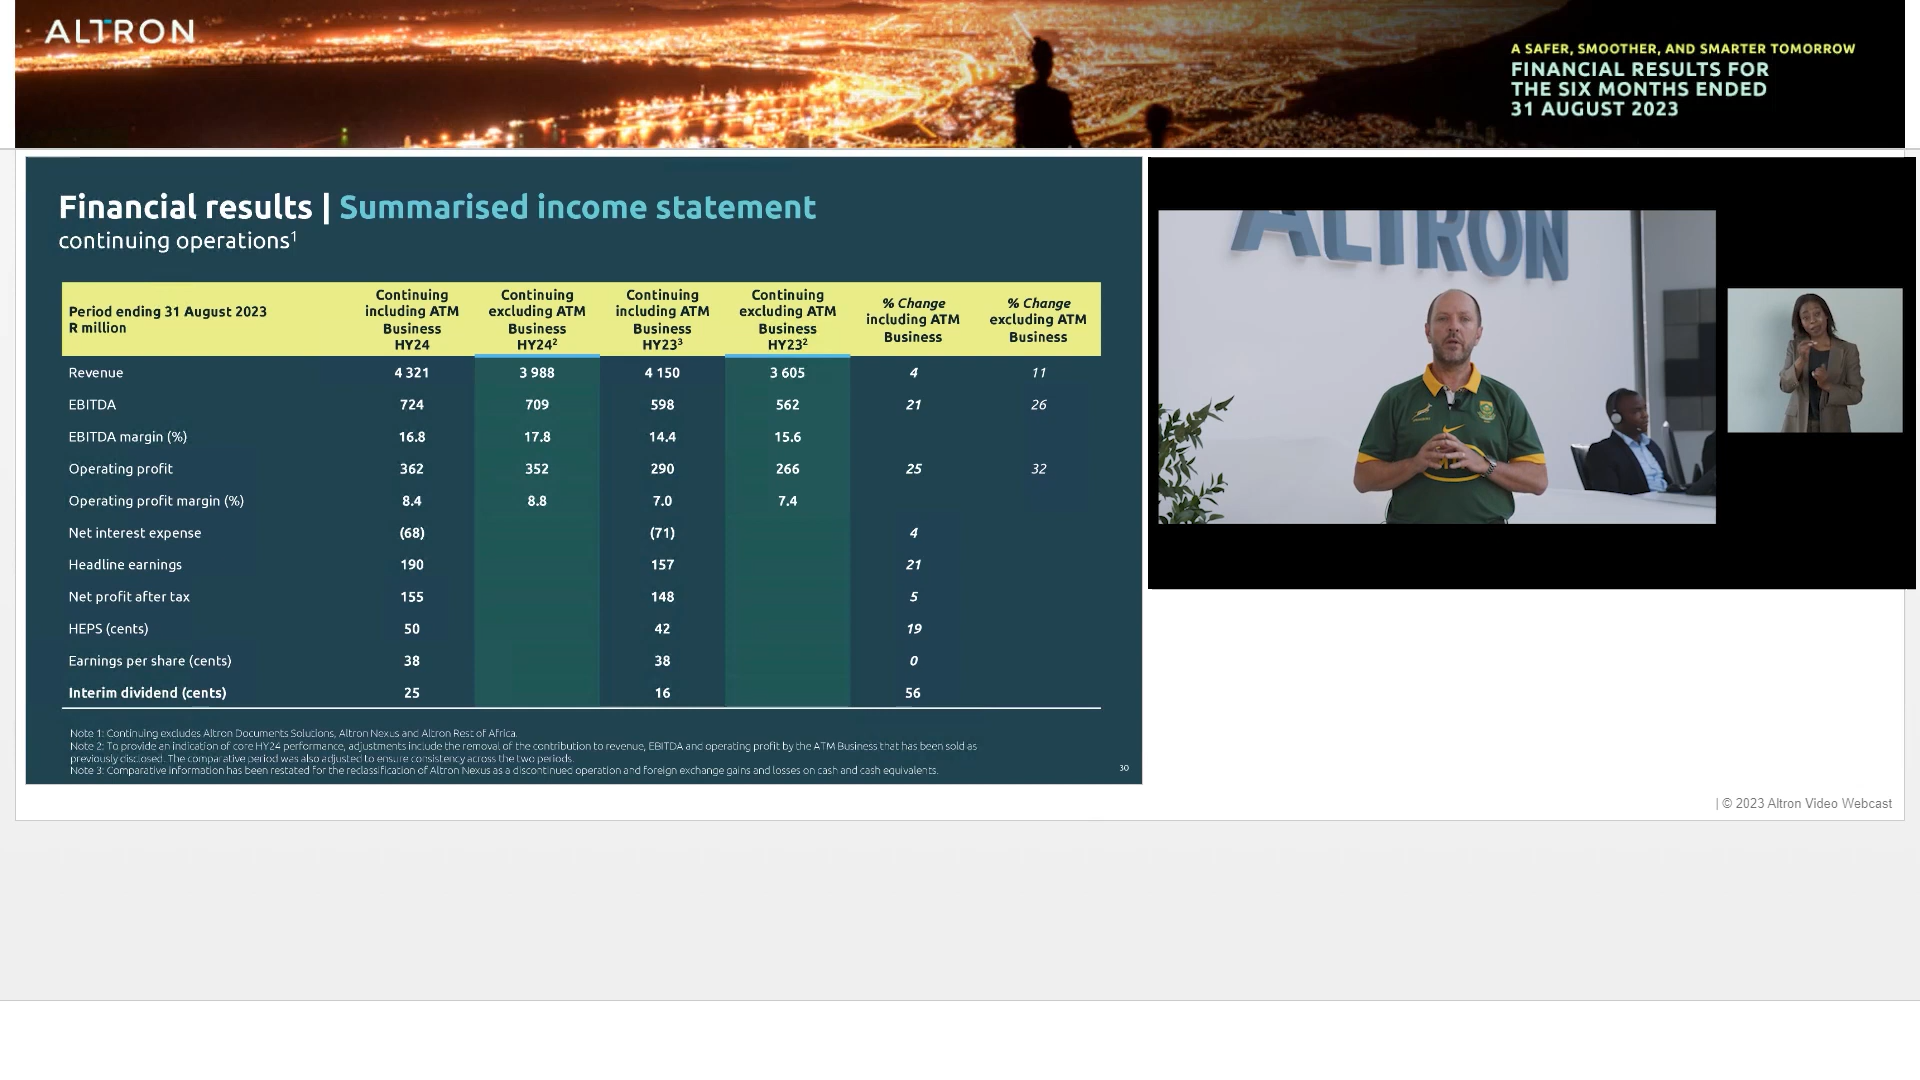 ALTRON
A SAFER, SMOOTHER, AND SMARTER TOMORROW
FINANCIAL RESULTS FOR
THE SIX MONTHS ENDED
31 AUGUST 2023
Financial results | Summarised income statement
continuing operations¹
Period ending 31 August 2023 R million | Continuing including ATM Business HY24 | Continuing excluding ATM Business HY24² | Continuing including ATM Business HY23³ | Continuing excluding ATM Business HY23² | % Change including ATM Business | % Change excluding ATM Business
Revenue 4 321 3 988 4 150 3 605 4 11
EBITDA 724 709 598 562 21 26
EBITDA margin (%) 16.8 17.8 14.4 15.6
Operating profit 362 352 290 266 25 32
Operating profit margin (%) 8.4 8.8 7.0 7.4
Net interest expense (68) (71) 4
Headline earnings 190 157 21
Net profit after tax 155 148 5
HEPS (cents) 50 42 19
Earnings per share (cents) 38 38 0
Interim dividend (cents) 25 16 56
Note 1: Continuing excludes Altron Documents Solutions, Altron Nexus and Altron Rest of Africa.
Note 2: To provide an indication of core HY24 performance, adjustments include the removal of the contribution to revenue, EBITDA and operating profit by the ATM Business that has been sold as
previously disclosed. The comparative period was also adjusted to ensure consistency across the two periods.
Note 3: Comparative information has been restated for the reclassification of Altron Nexus as a discontinued operation and foreign exchange gains and losses on cash and cash equivalents.
30
ALTRON
| © 2023 Altron Video Webcast